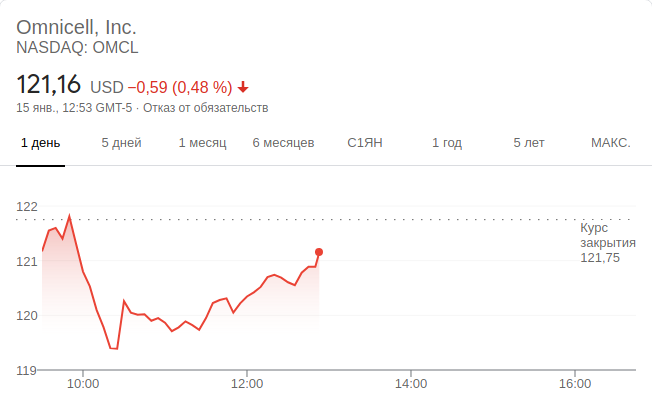 Omnicell, Inc.
NASDAQ: OMCL
121,16 USD −0,59 (0,48 %)
15 янв., 12:53 GMT-5 · Отказ от обязательств
1 день 5 дней 1 месяц 6 месяцев С1ЯН 1 год 5 лет МАКС.
122
Курс
закрытия
121,75
121
120
119
10:00 12:00 14:00 16:00